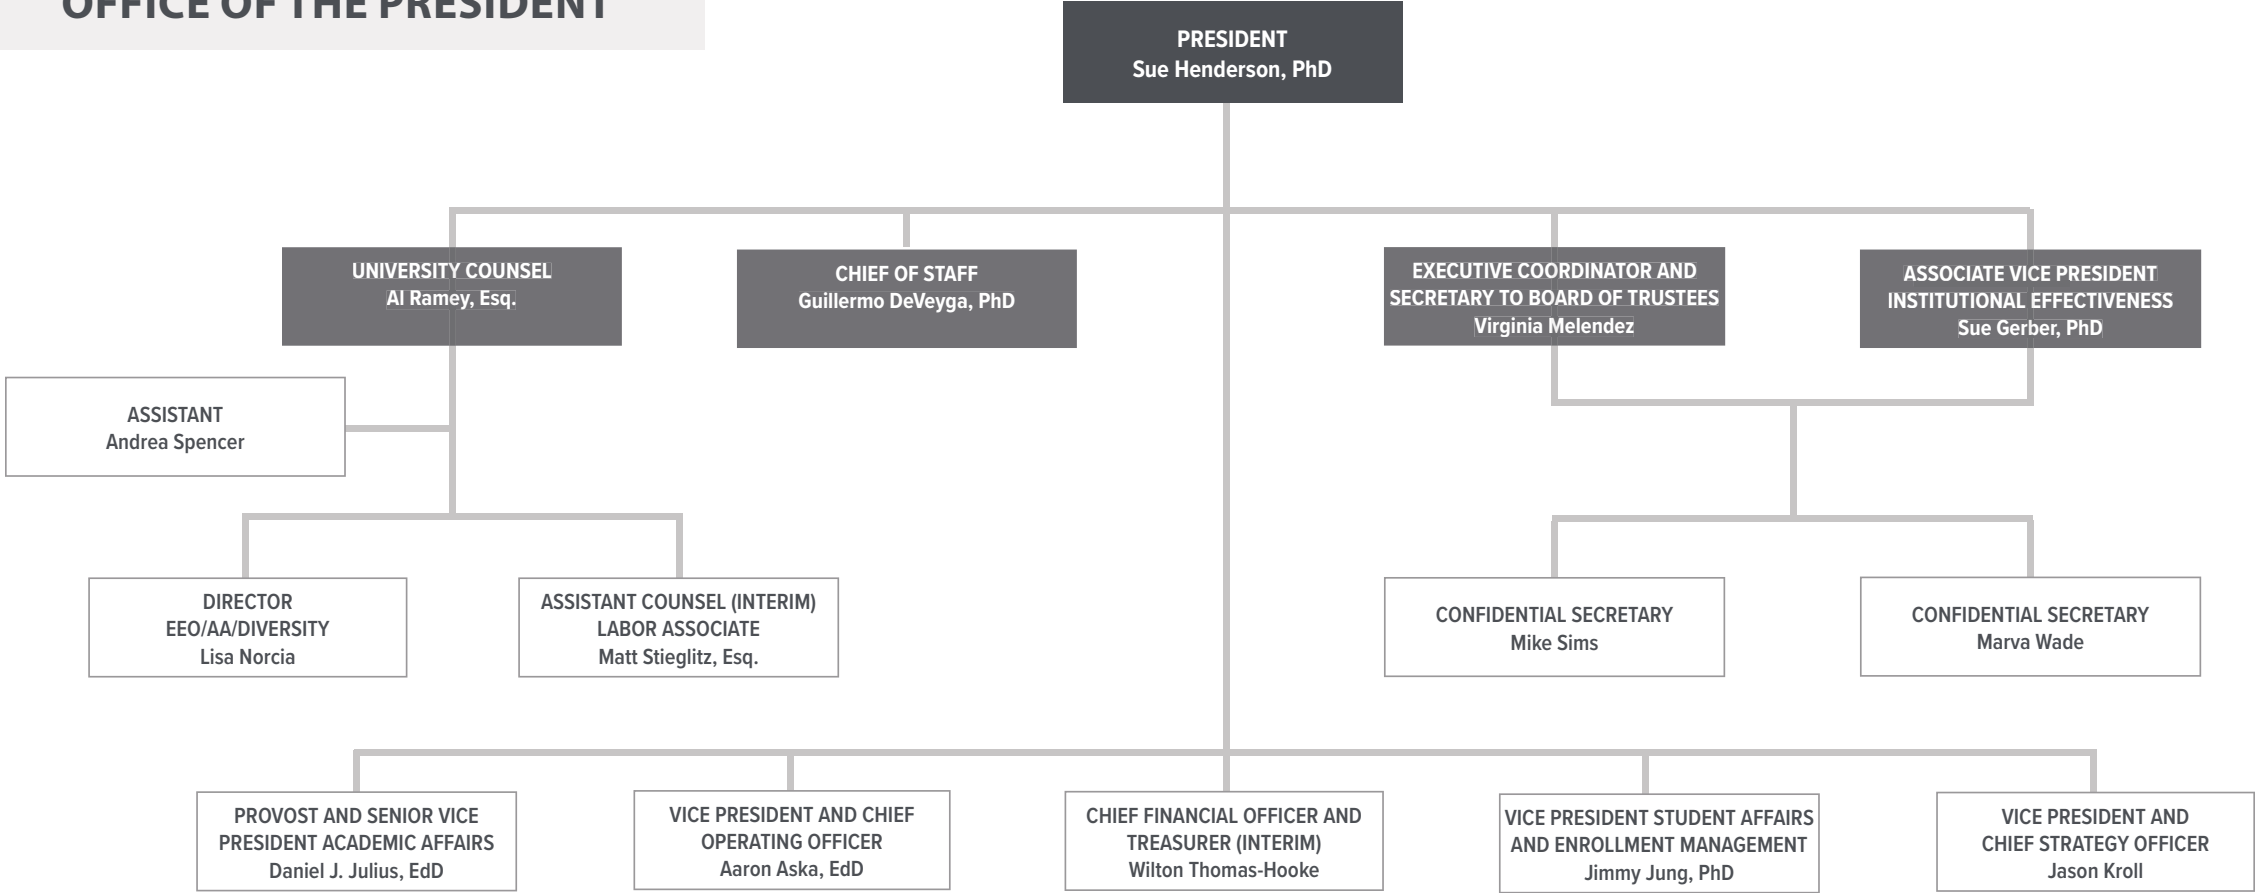 OFFICE OF THE PRESIDENT
PRESIDENT
Sue Henderson, PhD
UNIVERSITY COUNSEL
Al Ramey, Esq.
CHIEF OF STAFF
Guillermo DeVeyga, PhD
EXECUTIVE COORDINATOR AND
SECRETARY TO BOARD OF TRUSTEES
Virginia Melendez
ASSOCIATE VICE PRESIDENT
INSTITUTIONAL EFFECTIVENESS
Sue Gerber, PhD
ASSISTANT
Andrea Spencer
DIRECTOR
EEO/AA/DIVERSITY
Lisa Norcia
ASSISTANT COUNSEL (INTERIM)
LABOR ASSOCIATE
Matt Stieglitz, Esq.
CONFIDENTIAL SECRETARY
Mike Sims
CONFIDENTIAL SECRETARY
Marva Wade
PROVOST AND SENIOR VICE
PRESIDENT ACADEMIC AFFAIRS
Daniel J. Julius, EdD
VICE PRESIDENT AND CHIEF
OPERATING OFFICER
Aaron Aska, EdD
CHIEF FINANCIAL OFFICER AND
TREASURER (INTERIM)
Wilton Thomas-Hooke
VICE PRESIDENT STUDENT AFFAIRS
AND ENROLLMENT MANAGEMENT
Jimmy Jung, PhD
VICE PRESIDENT AND
CHIEF STRATEGY OFFICER
Jason Kroll